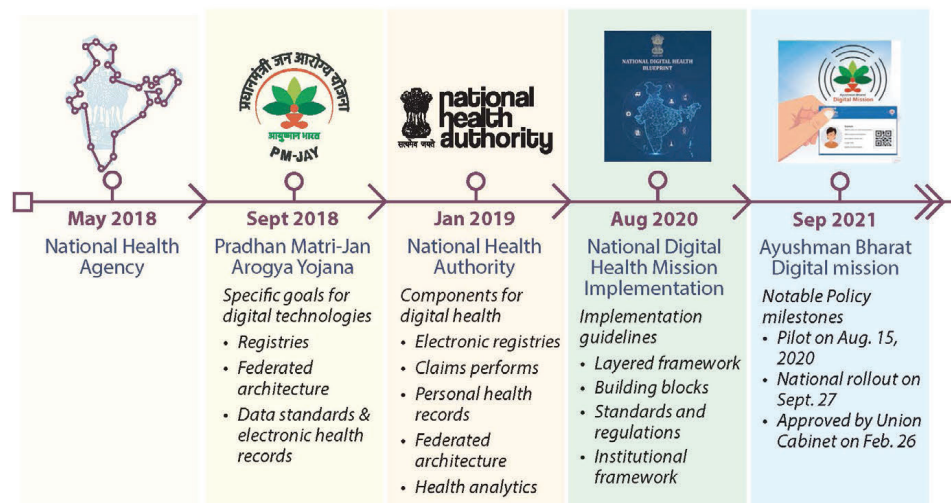 प्रधानमंत्री जन आरोग्य योजना
आयुष्मान भारत
PM-JAY
national
health
authority
सत्यमेव जयते
NATIONAL DIGITAL HEALTH
BLUEPRINT
Ayushman Bharat
Digital Mission
May 2018
National Health
Agency
Sept 2018
Pradhan Matri-Jan
Arogya Yojana
Specific goals for
digital technologies
• Registries
• Federated
architecture
• Data standards &
electronic health
records
Jan 2019
National Health
Authority
Components for
digital health
• Electronic registries
• Claims performs
• Personal health
records
• Federated
architecture
• Health analytics
Aug 2020
National Digital
Health Mission
Implementation
Implementation
guidelines
• Layered framework
• Building blocks
• Standards and
regulations
• Institutional
framework
Sep 2021
Ayushman Bharat
Digital mission
Notable Policy
milestones
• Pilot on Aug. 15,
2020
• National rollout on
Sept. 27
• Approved by Union
Cabinet on Feb. 26